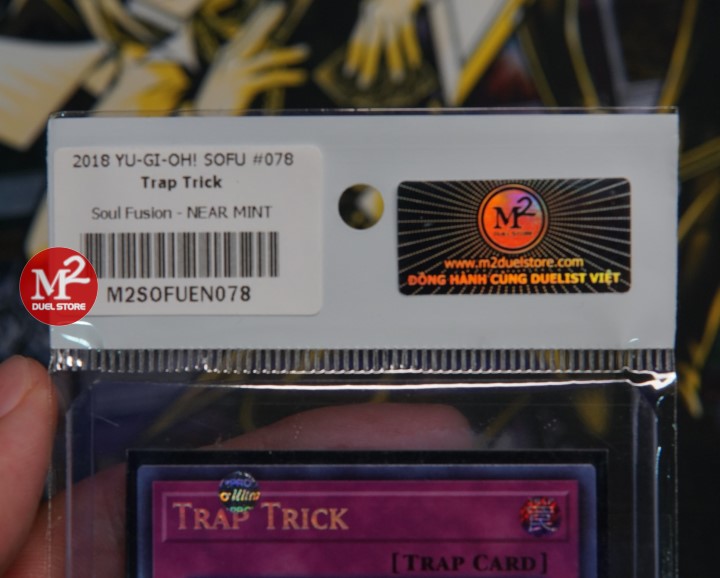 2018 YU-GI-OH! SOFU #078
Trap Trick
Soul Fusion - NEAR MINT
M2SOFUEN078
M2
DUEL STORE
M2
www.m2duelstore.com
ĐỒNG HÀNH CÙNG DUELIST VIỆT
TRAP TRICK
罠
[TRAP CARD]